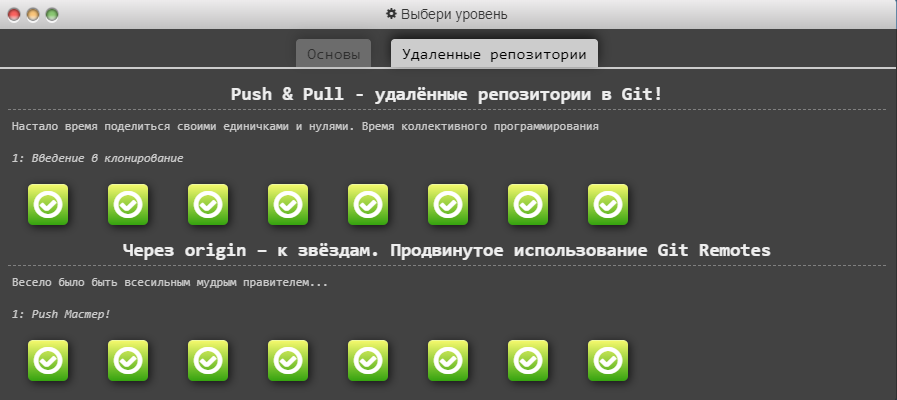 Выбери уровень
Основы
Удаленные репозитории
Push & Pull - удалённые репозитории в Git!
Настало время поделиться своими единичками и нулями. Время коллективного программирования
1: Введение в клонирование
Через origin – к звёздам. Продвинутое использование Git Remotes
Весело было быть всесильным мудрым правителем...
1: Push Мастер!